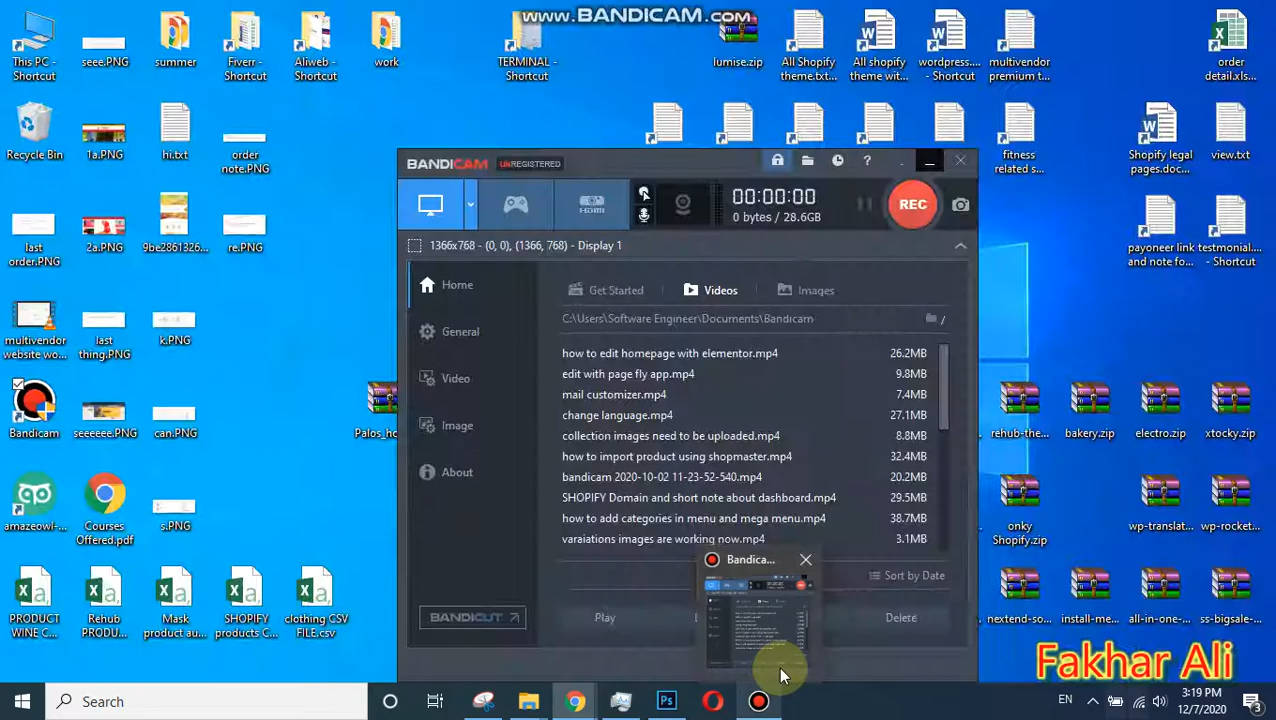 www.BANDICAM.com
This PC - Shortcut
seee.PNG
summer
Fiverr - Shortcut
Aliweb - Shortcut
work
TERMINAL - Shortcut
lumise.zip
All Shopify theme.txt...
All shopify theme wit...
wordpress.... - Shortcut
multivendor premium t...
order detail.xls...
Recycle Bin
1a.PNG
hi.txt
order note.PNG
fitness related s...
Shopify legal pages.doc...
view.txt
BANDICAM UNREGISTERED
HDMI
00:00:00
0 bytes / 28.6GB
REC
last order.PNG
2a.PNG
9be2861326...
re.PNG
payoneer link and note fo...
testmonial.... - Shortcut
1366x768 - (0, 0), (1366, 768) - Display 1
Home
General
Video
Image
About
Get Started
Videos
Images
C:\Users\Software Engineer\Documents\Bandicam
how to edit homepage with elementor.mp4 26.2MB
edit with page fly app.mp4 9.8MB
mail customizer.mp4 7.4MB
change language.mp4 27.1MB
collection images need to be uploaded.mp4 8.8MB
how to import product using shopmaster.mp4 32.4MB
bandicam 2020-10-02 11-23-52-540.mp4 20.2MB
SHOPIFY Domain and short note about dashboard.mp4 29.5MB
how to add categories in menu and mega menu.mp4 38.7MB
varaiations images are working now.mp4 3.1MB
Bandica...
Sort by Date
Play
multivendor website wo...
last thing.PNG
k.PNG
Bandicam
seeeeee.PNG
can.PNG
rehub-the...
bakery.zip
electro.zip
xtocky.zip
amazeowl-...
Courses Offered.pdf
s.PNG
onky Shopify.zip
wp-translat...
wp-rocket...
Mask product au...
SHOPIFY products C...
clothing CSV FILE.csv
nextend-so...
install-me...
all-in-one-...
Fakhar Ali
Search
Ps
EN
3:19 PM
12/7/2020
3